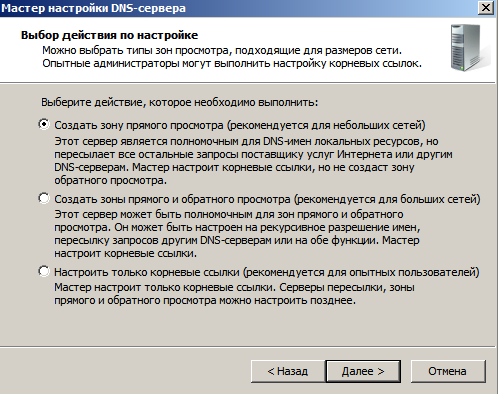 Мастер настройки DNS-сервера
Выбор действия по настройке
Можно выбрать типы зон просмотра, подходящие для размеров сети.
Опытные администраторы могут выполнить настройку корневых ссылок.
Выберите действие, которое необходимо выполнить:
Создать зону прямого просмотра (рекомендуется для небольших сетей)
Этот сервер является полномочным для DNS-имен локальных ресурсов, но
пересылает все остальные запросы поставщику услуг Интернета или другим
DNS-серверам. Мастер настроит корневые ссылки, но не создаст зону
обратного просмотра.
Создать зоны прямого и обратного просмотра (рекомендуется для больших сетей)
Этот сервер может быть полномочным для зон прямого и обратного
просмотра. Он может быть настроен на рекурсивное разрешение имен,
пересылку запросов другим DNS-серверам или на обе функции. Мастер
настроит корневые ссылки.
Настроить только корневые ссылки (рекомендуется для опытных пользователей)
Мастер настроит только корневые ссылки. Серверы пересылки, зоны
прямого и обратного просмотра можно настроить позднее.
< Назад Далее > Отмена